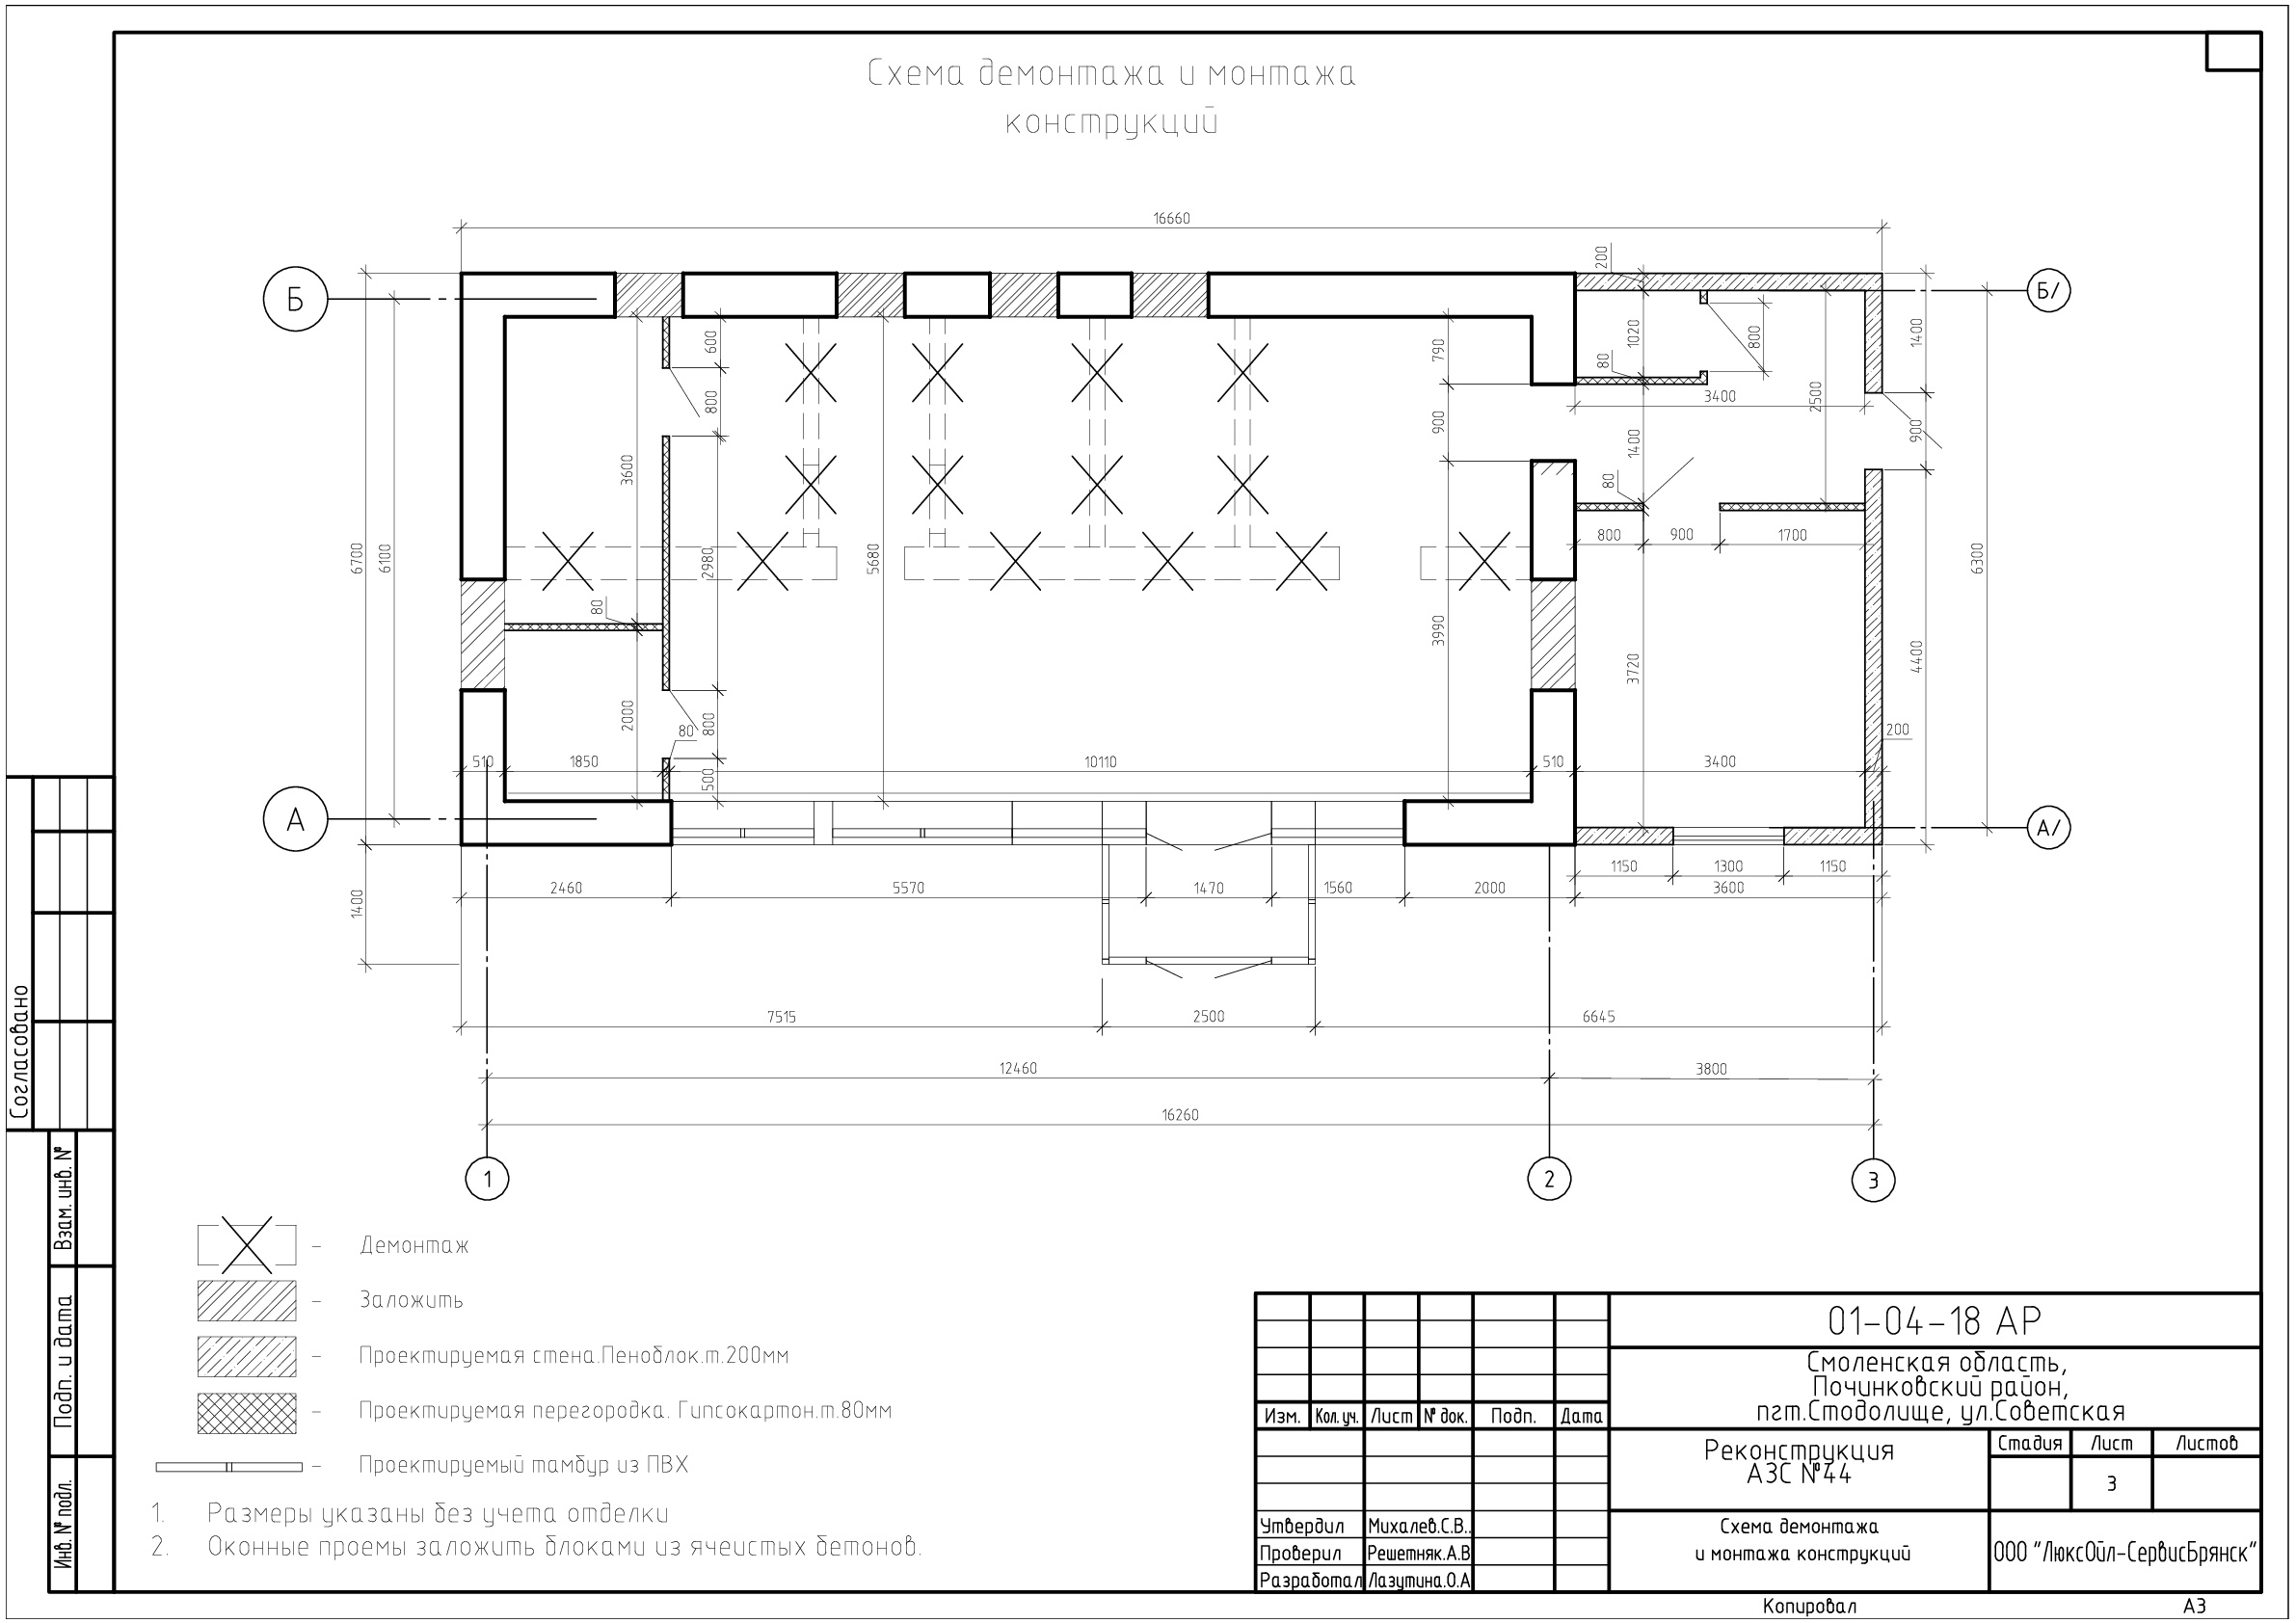 Схема демонтажа и монтажа
конструкций
16660
Б
Б/
200
1020
80
800
1400
3400
2500
900
600
800
790
900
3600
1400
80
6700
6100
5680
2980
800
900
1700
6300
80
3990
3720
4400
2000
80
800
200
510
1850
500
10110
510
3400
А
А/
1150
1300
1150
2460
5570
1470
1560
2000
3600
1400
7515
2500
6645
12460
3800
16260
1
2
3
– Демонтаж
– Заложить
– Проектируемая стена.Пеноблок.т.200мм
– Проектируемая перегородка. Гипсокартон.т.80мм
– Проектируемый тамбур из ПВХ
1. Размеры указаны без учета отделки
2. Оконные проемы заложить блоками из ячеистых бетонов.
Согласовано
Взам. инв. №
Подп. и дата
Инв. № подл.
01-04-18 АР
Смоленская область,
Починковский район,
пгт.Стодолище, ул.Советская
Изм. Кол. уч. Лист № док. Подп. Дата
Реконструкция
АЗС №44
Стадия Лист Листов
3
Утвердил Михалев.С.В..
Проверил Решетняк.А.В
Разработал Лазутина.О.А
Схема демонтажа
и монтажа конструкций
ООО "ЛюксОйл-СервисБрянск"
Копировал
А3